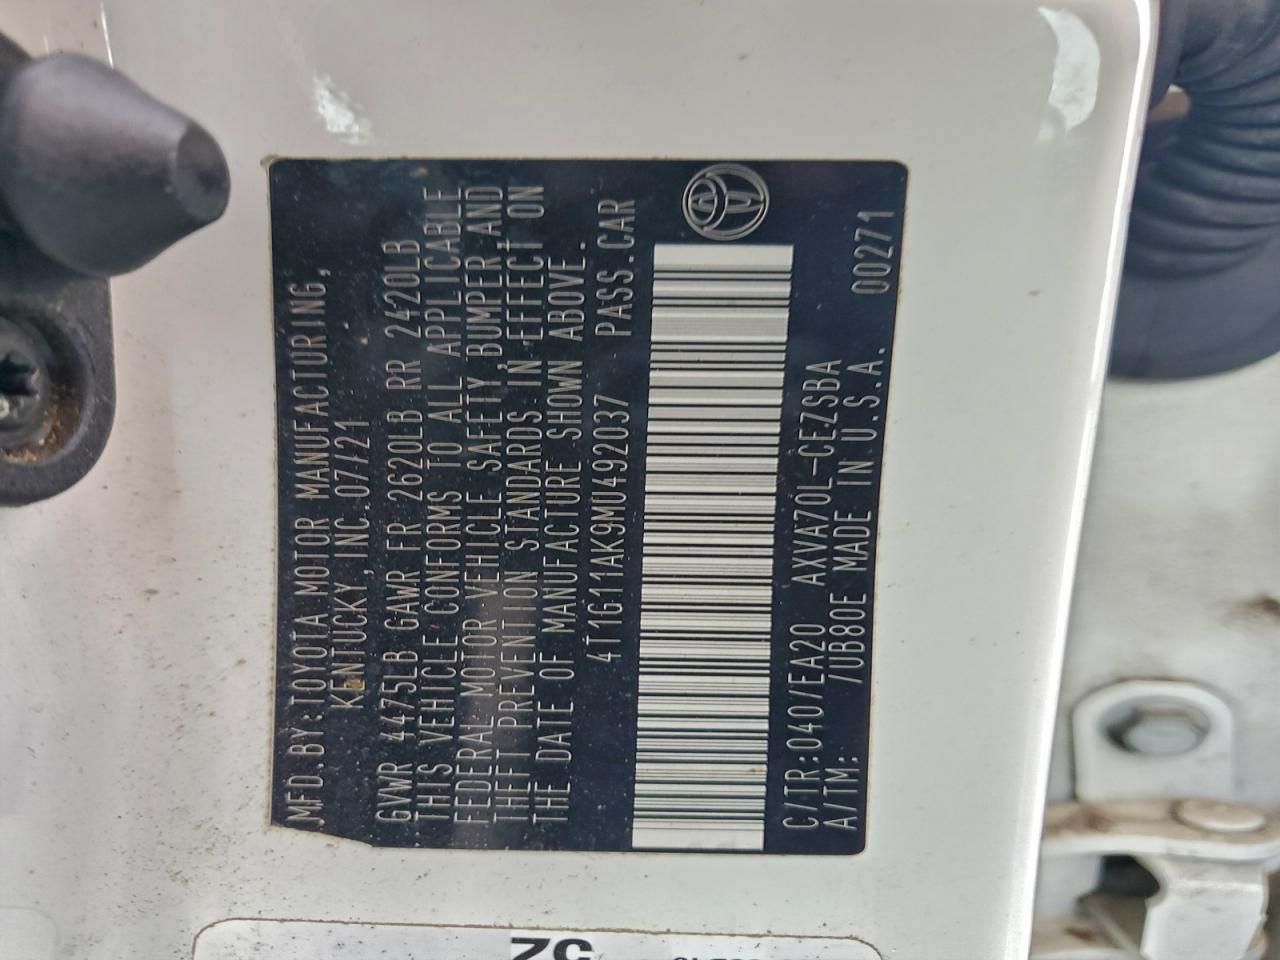 MFD.BY:TOYOTA MOTOR MANUFACTURING,
KENTUCKY,INC.07/21
GVWR 4475LB GAWR FR 2620LB RR 2420LB
THIS VEHICLE CONFORMS TO ALL APPLICABLE
FEDERAL MOTOR VEHICLE SAFETY,BUMPER,AND
THEFT PREVENTION STANDARDS IN EFFECT ON
THE DATE OF MANUFACTURE SHOWN ABOVE.
4T1G11AK9MU492037 PASS.CAR
C/TR:040/EA20 AXVA70L-CEZSBA
A/TM: /UB80E MADE IN U.S.A.
00271